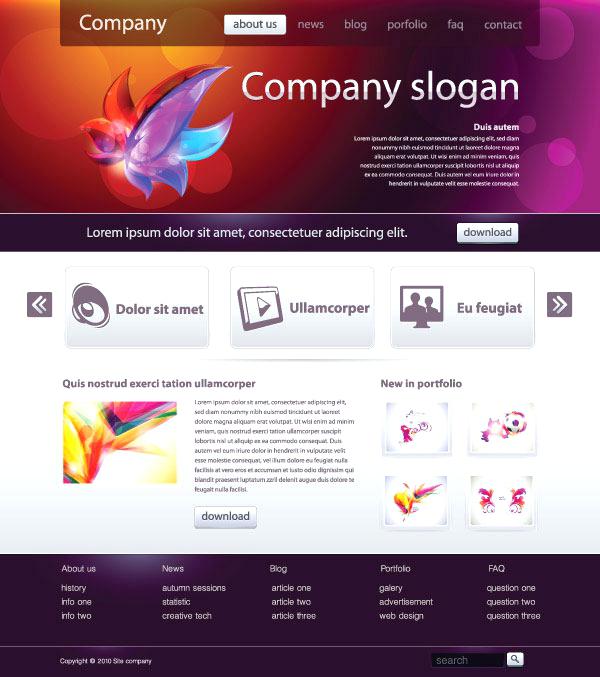 Company
about us
news
blog
porfolio
faq
contact
Company slogan
Duis autem
Lorem ipsum dolor sit amet, consectetuer adipiscing elit, sed diam
nonummy nibh euismod tincidunt ut laoreet dolore magna
aliquam erat volutpat. Ut wisi enim ad minim veniam, quis
nostrud exerci tation ullamcorper suscipit lobortis nisl ut aliquip
ex ea commodo consequat. Duis autem vel eum iriure dolor in
hendrerit in vulputate velit esse molestie consequat.
Lorem ipsum dolor sit amet, consectetuer adipiscing elit.
download
Dolor sit amet
Ullamcorper
Eu feugiat
Quis nostrud exerci tation ullamcorper
Lorem ipsum dolor sit amet, consectetuer adipiscing elit,
sed diam nonummy nibh euismod tincidunt ut laoreet
dolore magna aliquam erat volutpat. Ut wisi enim ad
minim veniam, quis nostrud exerci tation ullamcorper
suscipit lobortis nisl ut aliquip ex ea commodo
consequat. Duis autem vel eum iriure dolor in hendrerit
in vulputate velit esse molestie consequat, vel illum
dolore eu feugiat nulla
facilisis at vero eros et accumsan et iusto odio dignissim qui
blandit praesent luptatum zzril delenit augue duis dolore te
feugait nulla facilisi.
download
New in portfolio
About us
News
Blog
Portfolio
FAQ
history
autumn sessions
article one
galery
question one
info one
statistic
article two
advertisement
question two
info two
creative tech
article three
web design
question three
Copyright © 2010 Site company
search